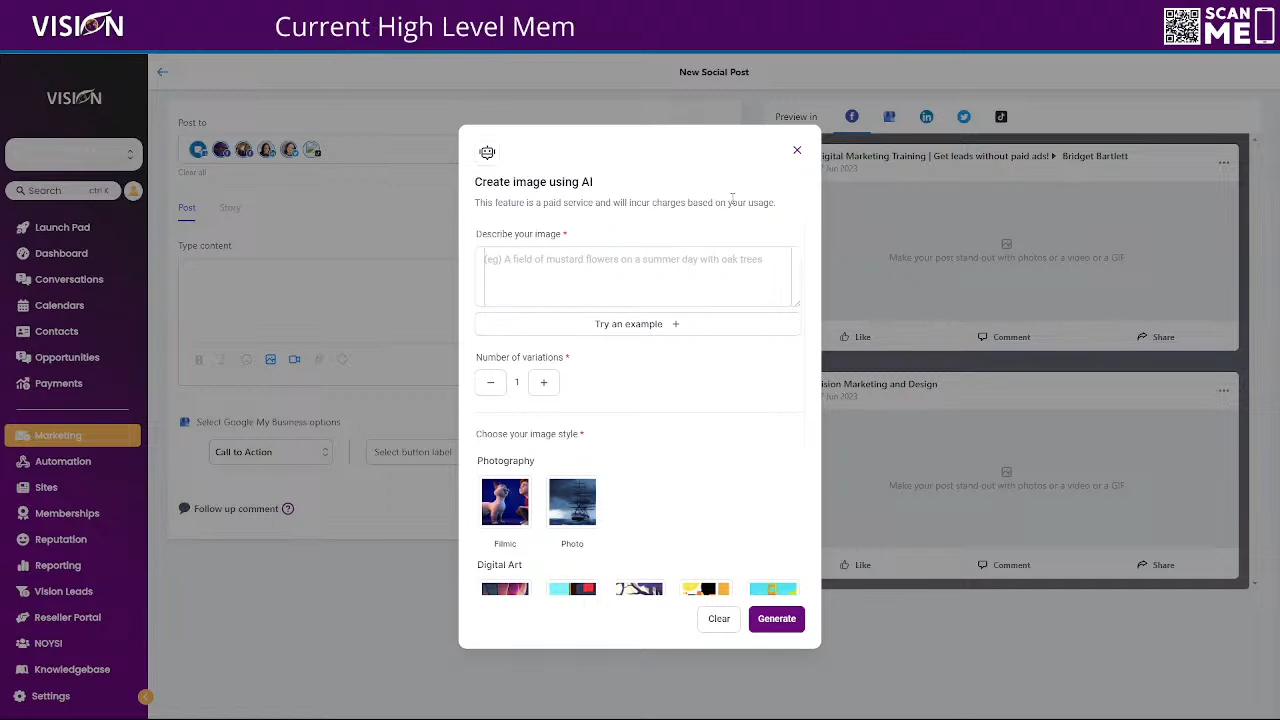 VISION
Current High Level Mem
SCAN
ME
New Social Post
VISION
Post to
Preview in
Clear all
Search
ctrl K
Post
Story
Type content
Launch Pad
Dashboard
Conversations
Calendars
Contacts
Opportunities
Payments
Marketing
Automation
Sites
Memberships
Reputation
Reporting
Vision Leads
Reseller Portal
NOYSI
Knowledgebase
Settings
Select Google My Business options
Call to Action
Select button label
Follow up comment
Create image using AI
This feature is a paid service and will incur charges based on your usage.
Describe your image *
(eg) A field of mustard flowers on a summer day with oak trees
Try an example +
Number of variations *
− 1 +
Choose your image style *
Photography
Filmic
Photo
Digital Art
Clear
Generate
igital Marketing Training | Get leads without paid ads! Bridget Bartlett
Jun 2023
Make your post stand-out with photos or a video or a GIF
Like
Comment
Share
ision Marketing and Design
Jun 2023
Make your post stand-out with photos or a video or a GIF
Like
Comment
Share